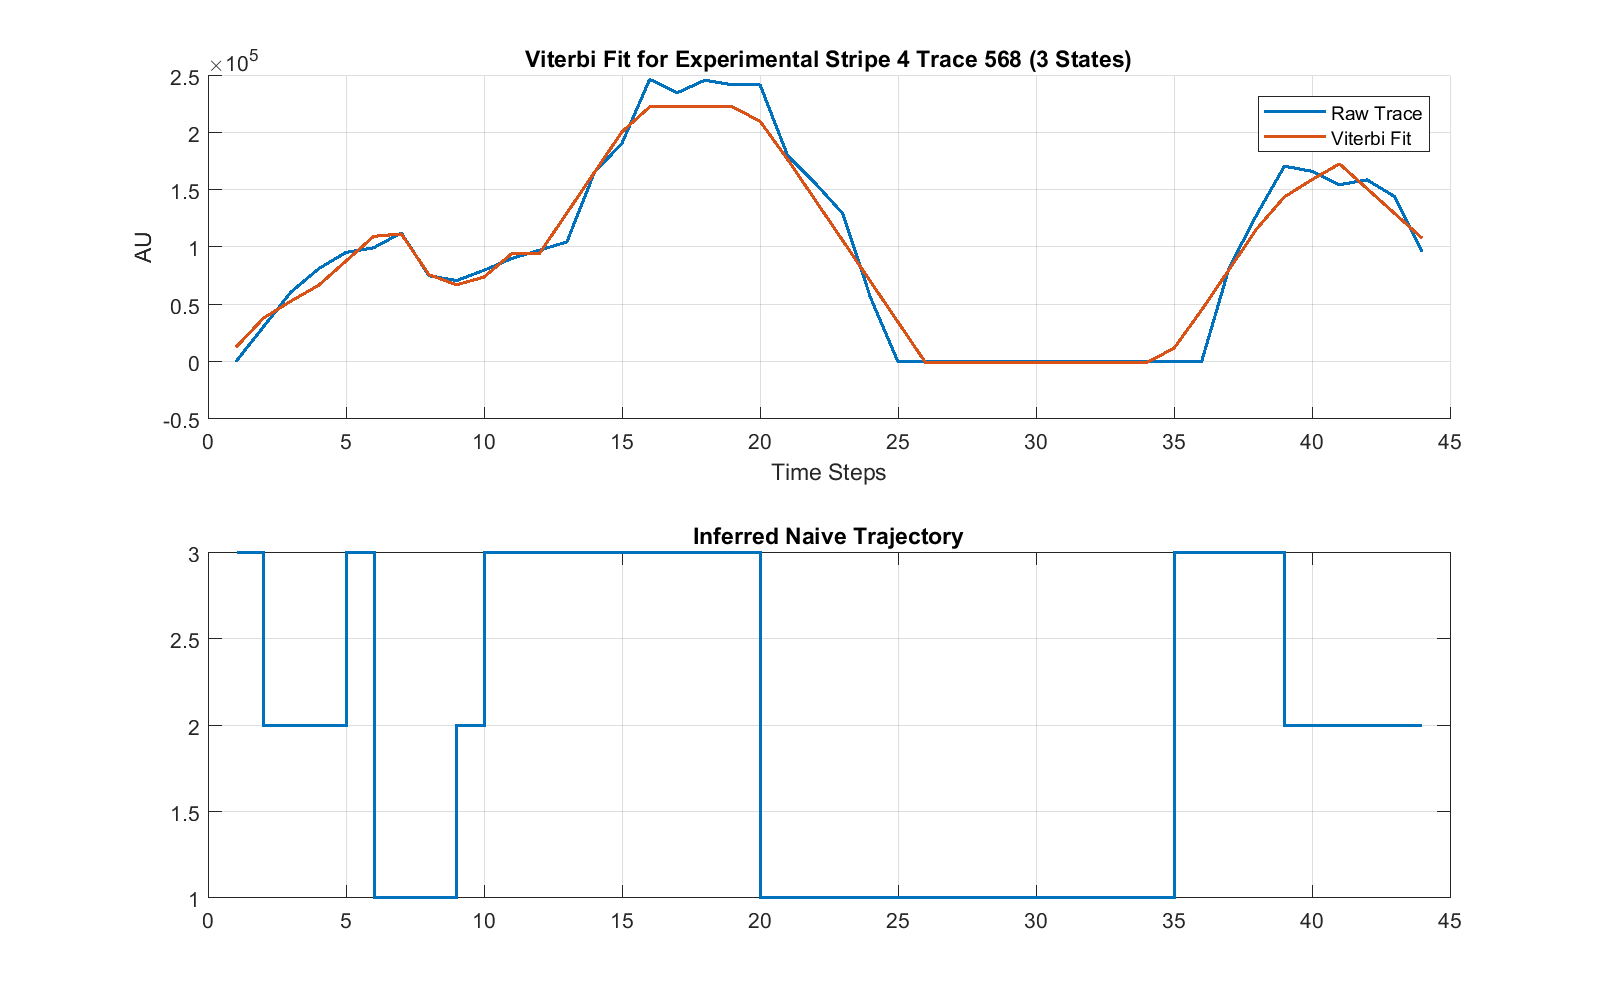 Viterbi Fit for Experimental Stripe 4 Trace 568 (3 States)
×10^5
2.5
2
1.5
1
0.5
0
-0.5
AU
Raw Trace
Viterbi Fit
0 5 10 15 20 25 30 35 40 45
Time Steps
Inferred Naive Trajectory
3
2.5
2
1.5
1
0 5 10 15 20 25 30 35 40 45